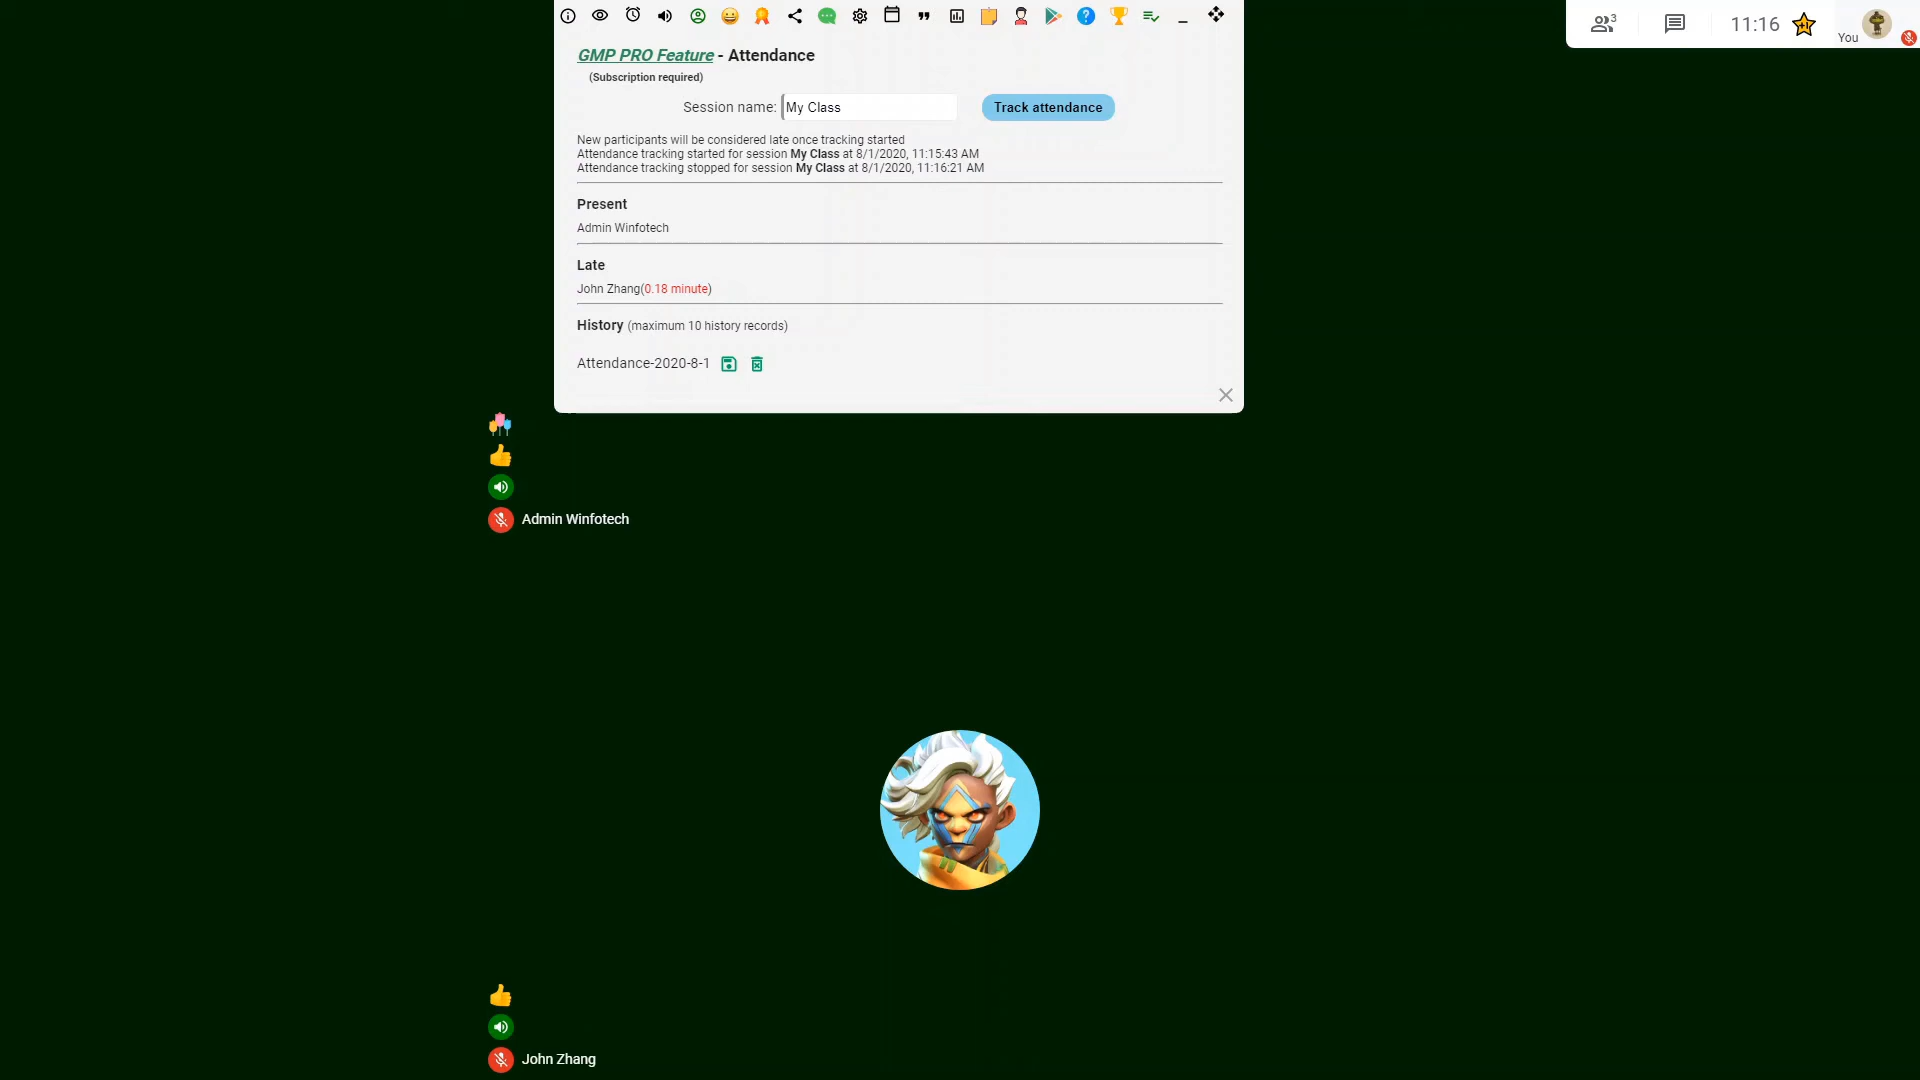 3
11:16
You
GMP PRO Feature - Attendance
(Subscription required)
Session name: My Class Track attendance
New participants will be considered late once tracking started
Attendance tracking started for session My Class at 8/1/2020, 11:15:43 AM
Attendance tracking stopped for session My Class at 8/1/2020, 11:16:21 AM
Present
Admin Winfotech
Late
John Zhang(0.18 minute)
History (maximum 10 history records)
Attendance-2020-8-1
Admin Winfotech
John Zhang